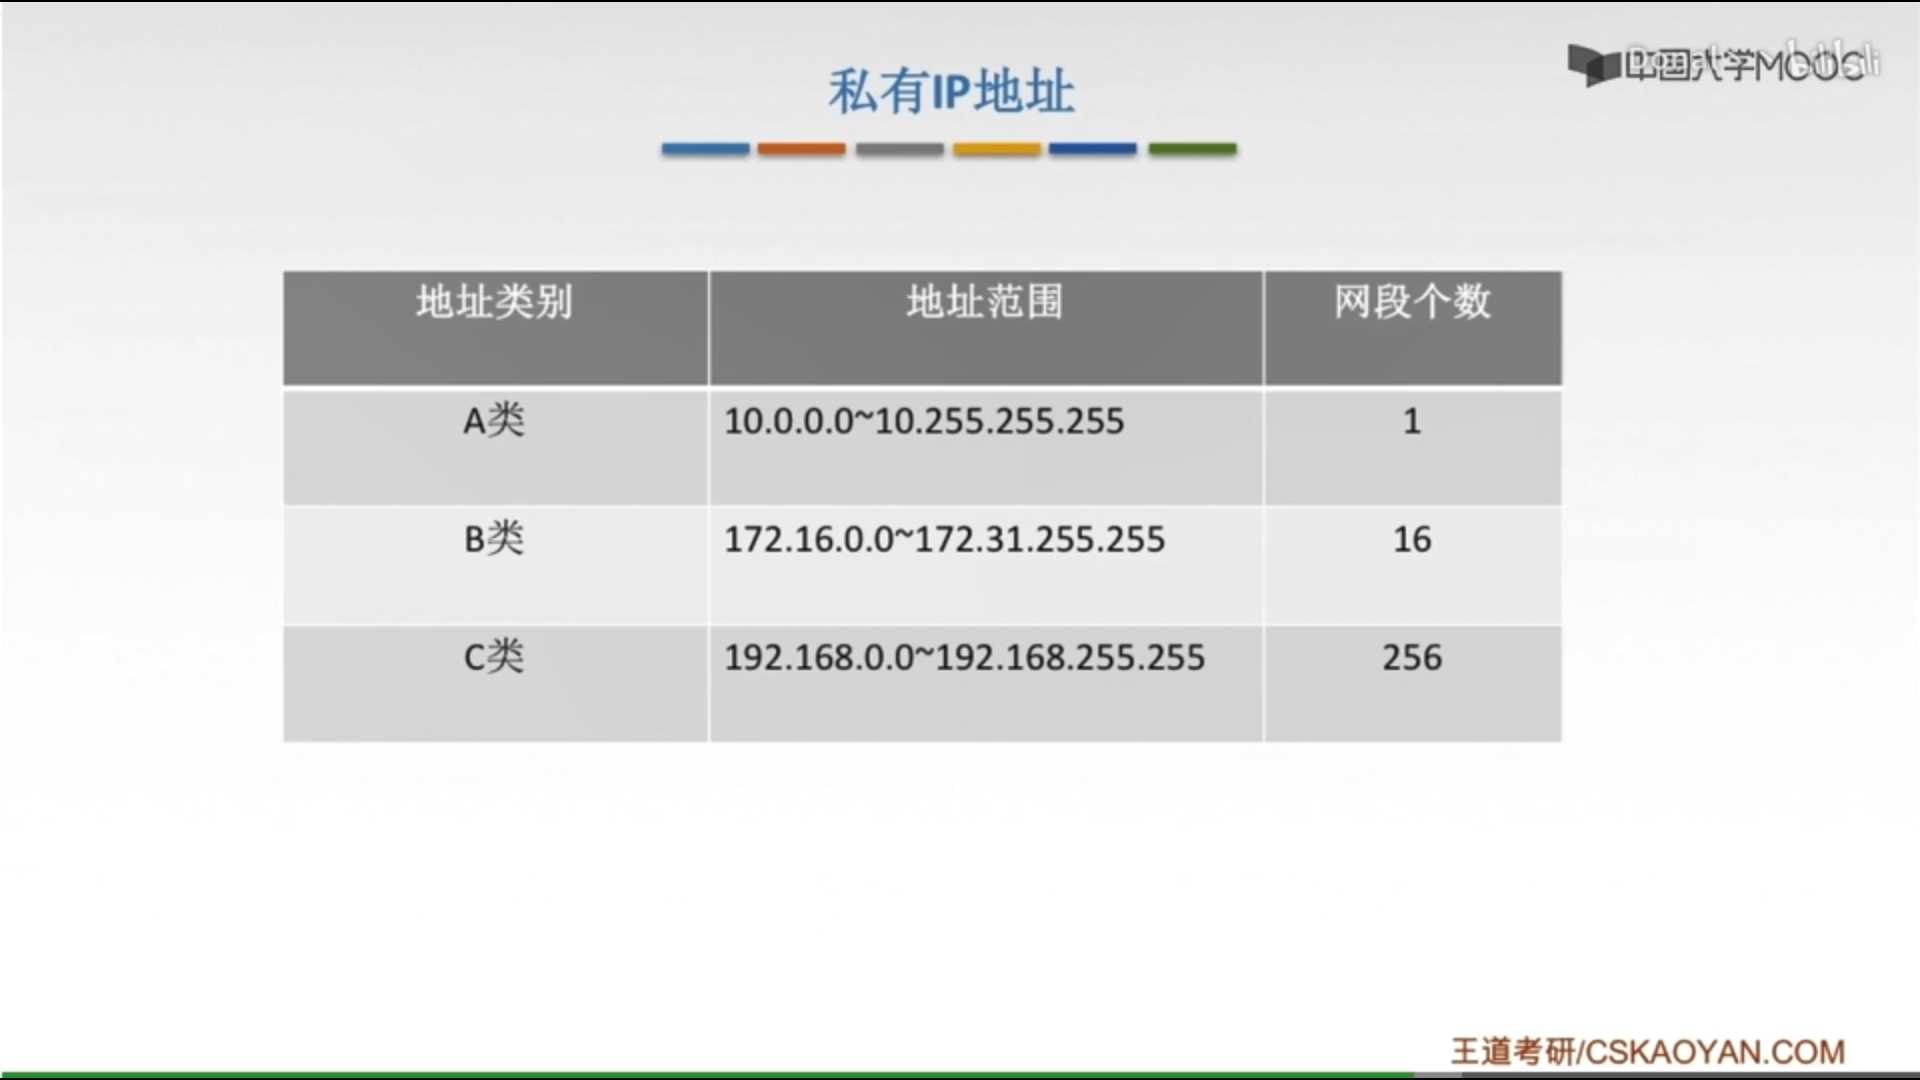 私有IP地址
中国大学MOOC
bilibili
地址类别 地址范围 网段个数
A类 10.0.0.0~10.255.255.255 1
B类 172.16.0.0~172.31.255.255 16
C类 192.168.0.0~192.168.255.255 256
王道考研/CSKAOYAN.COM